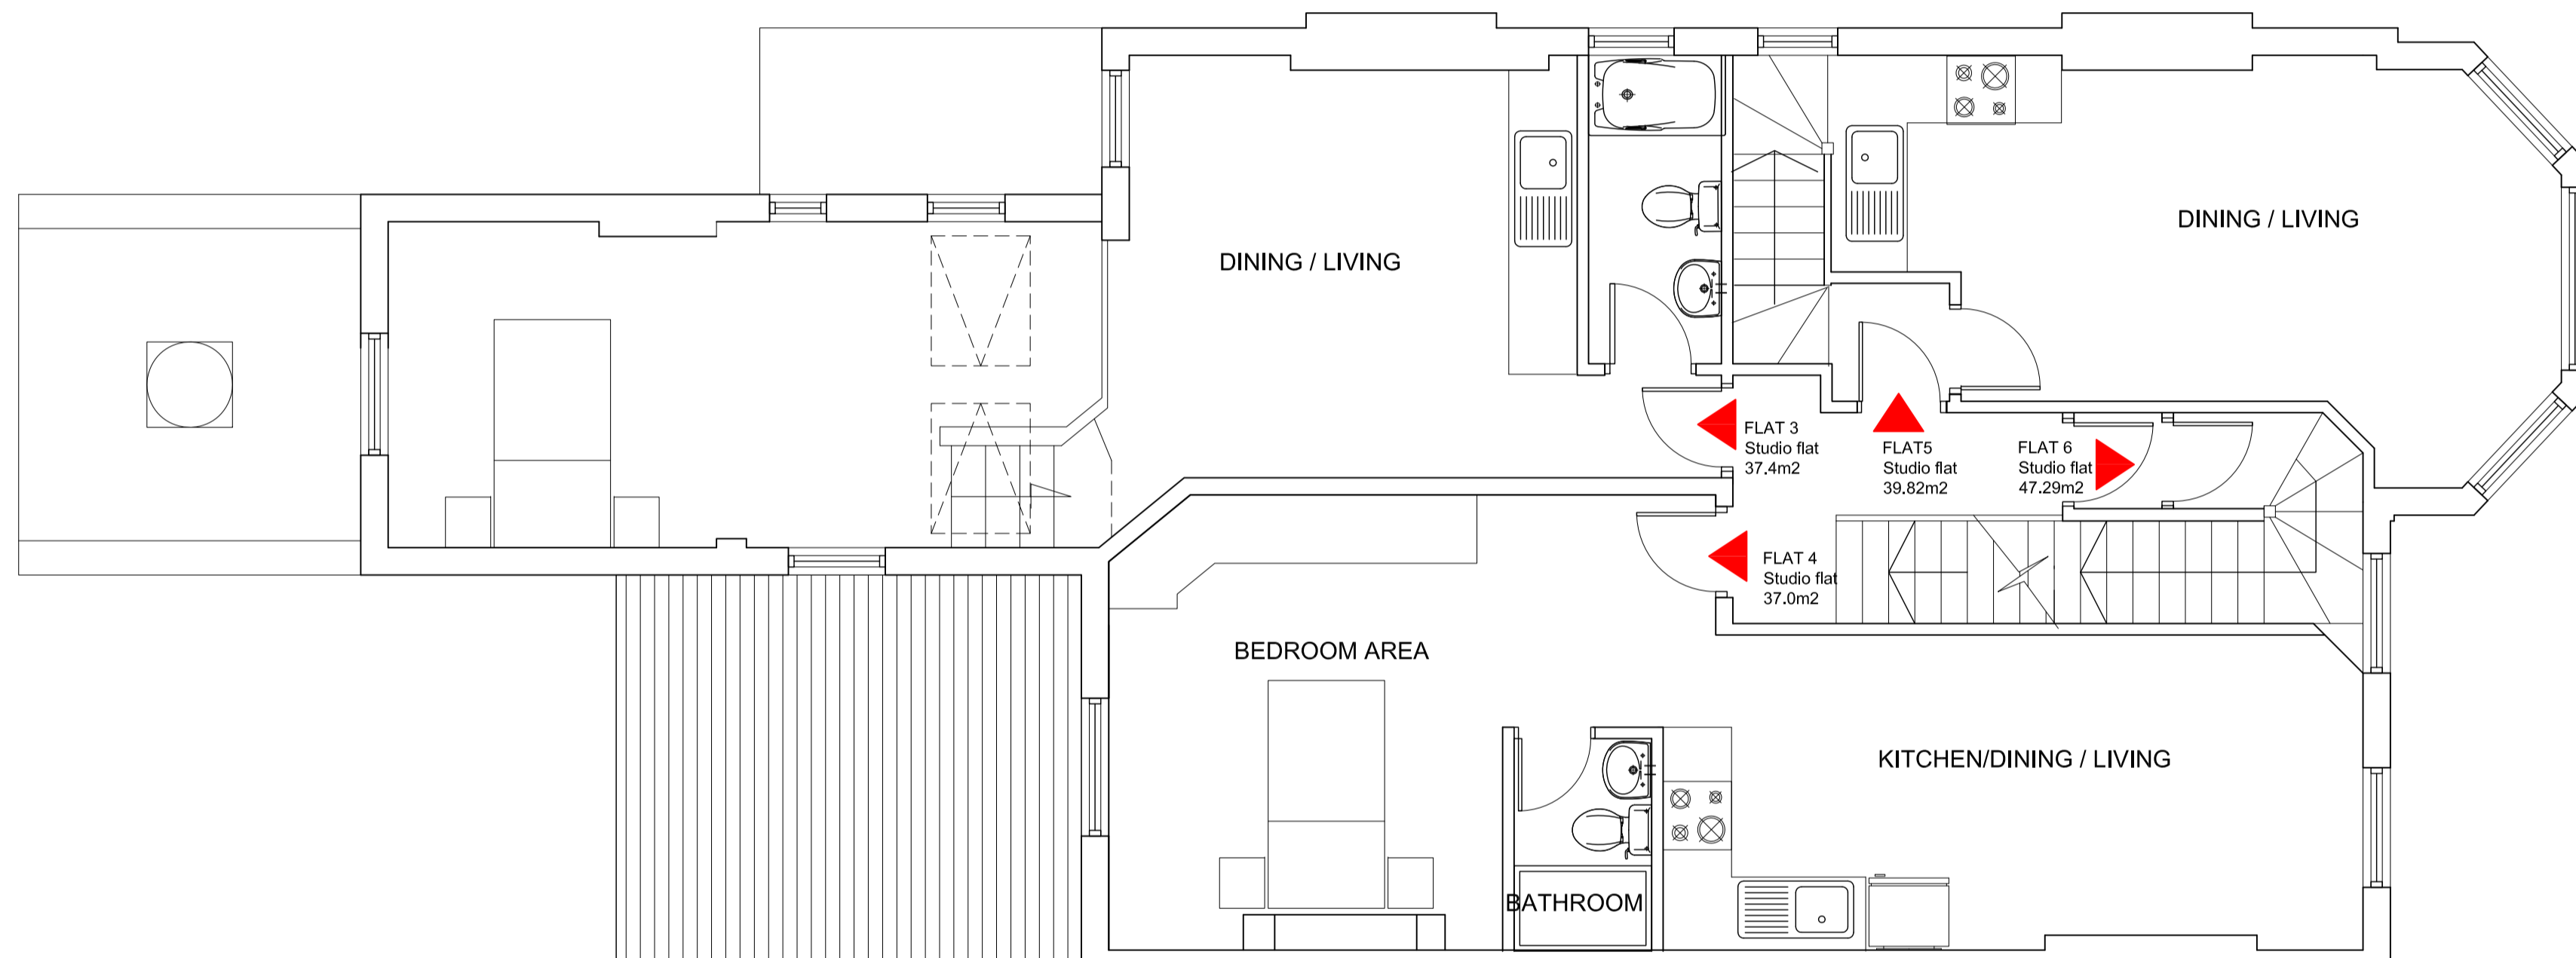 DINING / LIVING
DINING / LIVING
FLAT 3
Studio flat
37.4m2
FLAT5
Studio flat
39.82m2
FLAT 6
Studio flat
47.29m2
FLAT 4
Studio flat
37.0m2
BEDROOM AREA
KITCHEN/DINING / LIVING
BATHROOM